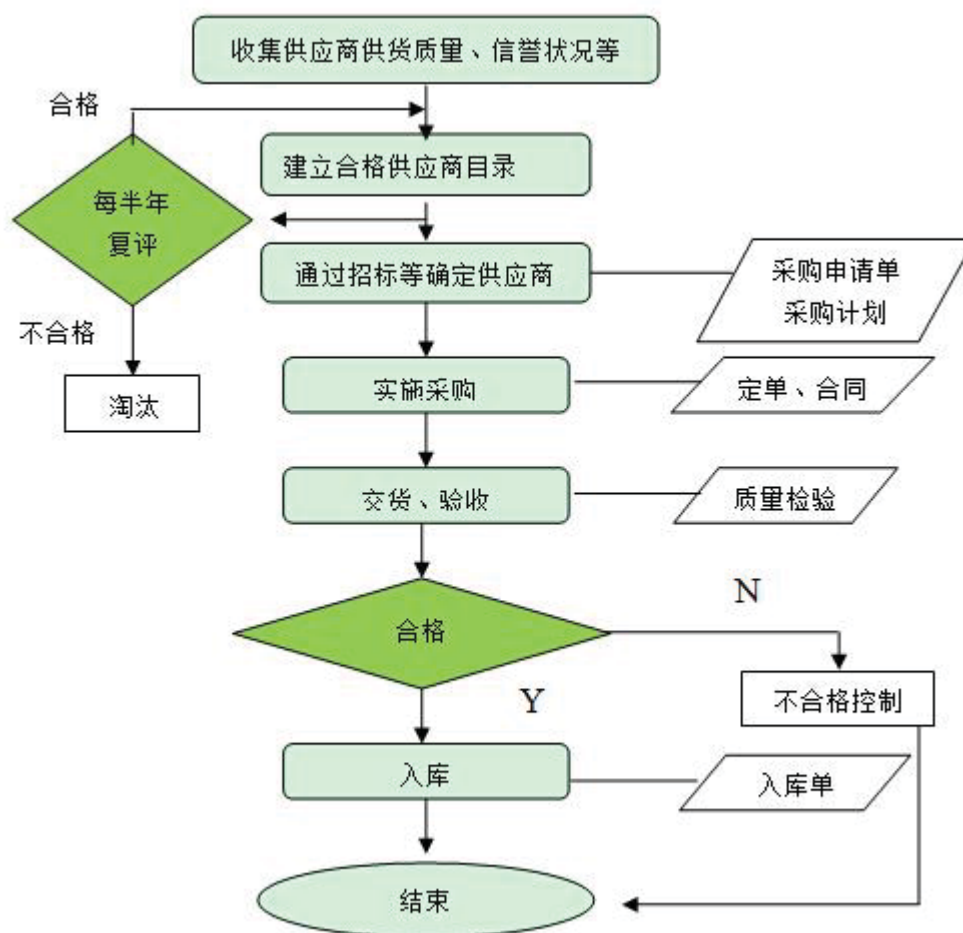 收集供应商供货质量、信誉状况等
合格
建立合格供应商目录
每半年
复评
通过招标等确定供应商
采购申请单
采购计划
不合格
淘汰
实施采购
定单、合同
交货、验收
质量检验
合格
N
Y
不合格控制
入库
入库单
结束